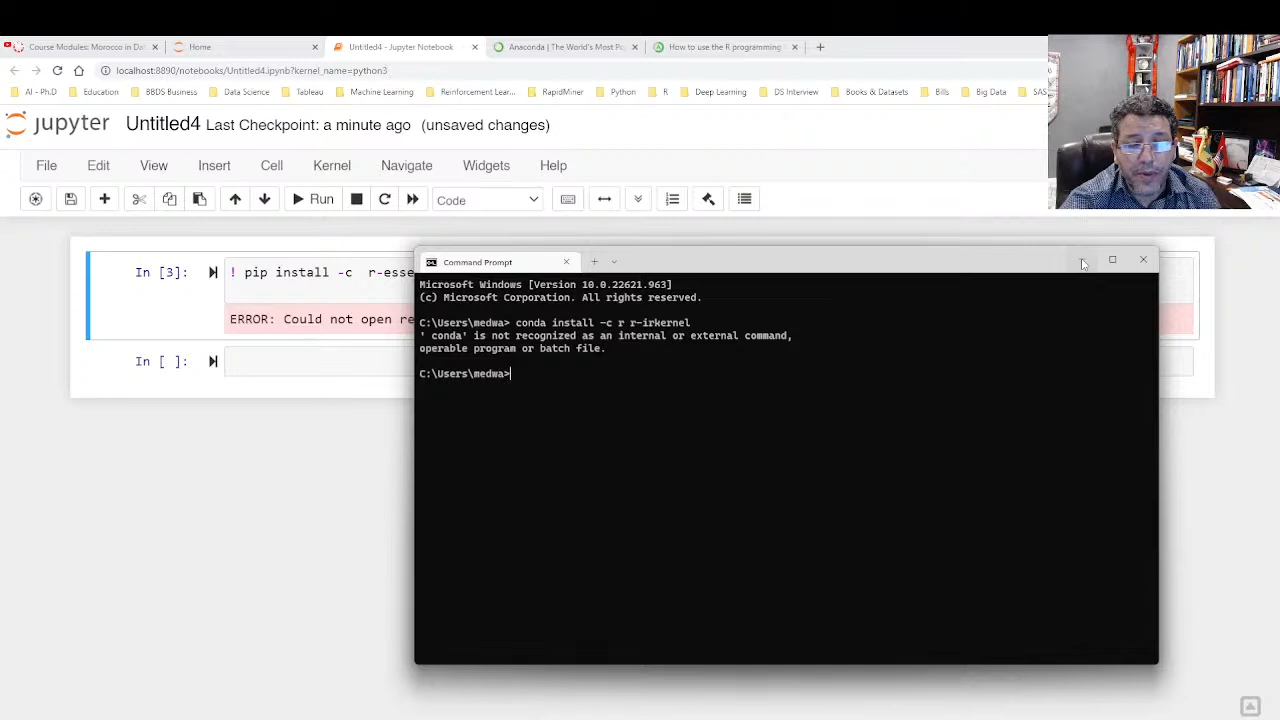 Course Modules: Morocco in Da
Home
Untitled4 - Jupyter Notebook
Anaconda | The World's Most Po
How to use the R programming
localhost:8890/notebooks/Untitled4.ipynb?kernel_name=python3
AI - Ph.D
Education
BBDS Business
Data Science
Tableau
Machine Learning
Reinforcement Lear...
RapidMiner
Python
R
Deep Learning
DS Interview
Books & Datasets
Bills
Big Data
SAS
jupyter Untitled4 Last Checkpoint: a minute ago (unsaved changes)
File Edit View Insert Cell Kernel Navigate Widgets Help
Run
Code
In [3]: ! pip install -c r-esse
ERROR: Could not open re
In [ ]:
Command Prompt
Microsoft Windows [Version 10.0.22621.963]
(c) Microsoft Corporation. All rights reserved.
C:\Users\medwa> conda install -c r r-irkernel
' conda' is not recognized as an internal or external command,
operable program or batch file.
C:\Users\medwa>